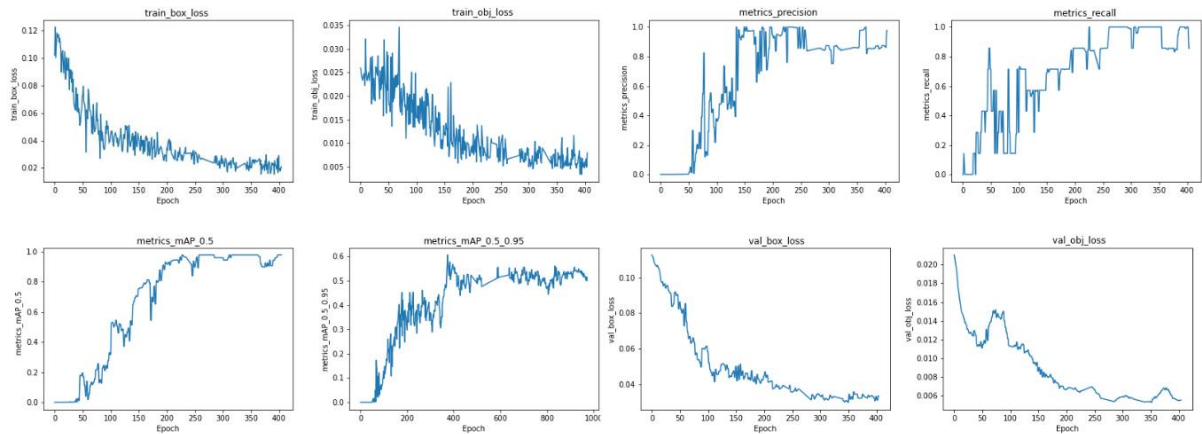 train_box_loss
train_box_loss
0.12
0.10
0.08
0.06
0.04
0.02
0 50 100 150 200 250 300 350 400
Epoch
train_obj_loss
train_obj_loss
0.035
0.030
0.025
0.020
0.015
0.010
0.005
0 50 100 150 200 250 300 350 400
Epoch
metrics_precision
metrics_precision
1.0
0.8
0.6
0.4
0.2
0.0
0 50 100 150 200 250 300 350 400
Epoch
metrics_recall
metrics_recall
1.0
0.8
0.6
0.4
0.2
0.0
0 50 100 150 200 250 300 350 400
Epoch
metrics_mAP_0.5
metrics_mAP_0.5
1.0
0.8
0.6
0.4
0.2
0.0
0 50 100 150 200 250 300 350 400
Epoch
metrics_mAP_0.5_0.95
metrics_mAP_0.5_0.95
0.6
0.5
0.4
0.3
0.2
0.1
0.0
0 200 400 600 800 1000
Epoch
val_box_loss
val_box_loss
0.10
0.08
0.06
0.04
0 50 100 150 200 250 300 350 400
Epoch
val_obj_loss
val_obj_loss
0.020
0.018
0.016
0.014
0.012
0.010
0.008
0.006
0 50 100 150 200 250 300 350 400
Epoch